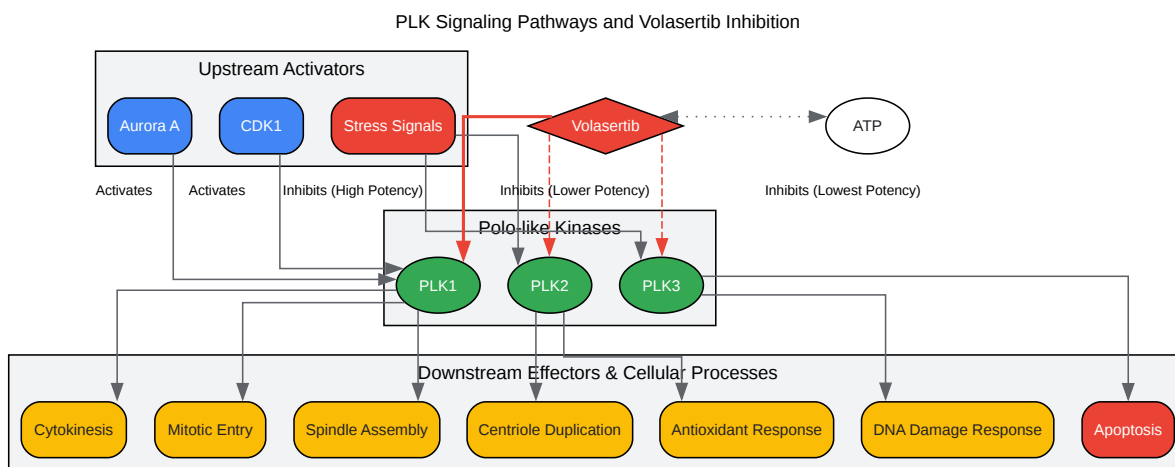 PLK Signaling Pathways and Volasertib Inhibition
Upstream Activators
Aurora A
CDK1
Stress Signals
Volasertib
ATP
Activates
Activates
Inhibits (High Potency)
Inhibits (Lower Potency)
Inhibits (Lowest Potency)
Polo-like Kinases
PLK1
PLK2
PLK3
Downstream Effectors & Cellular Processes
Cytokinesis
Mitotic Entry
Spindle Assembly
Centriole Duplication
Antioxidant Response
DNA Damage Response
Apoptosis